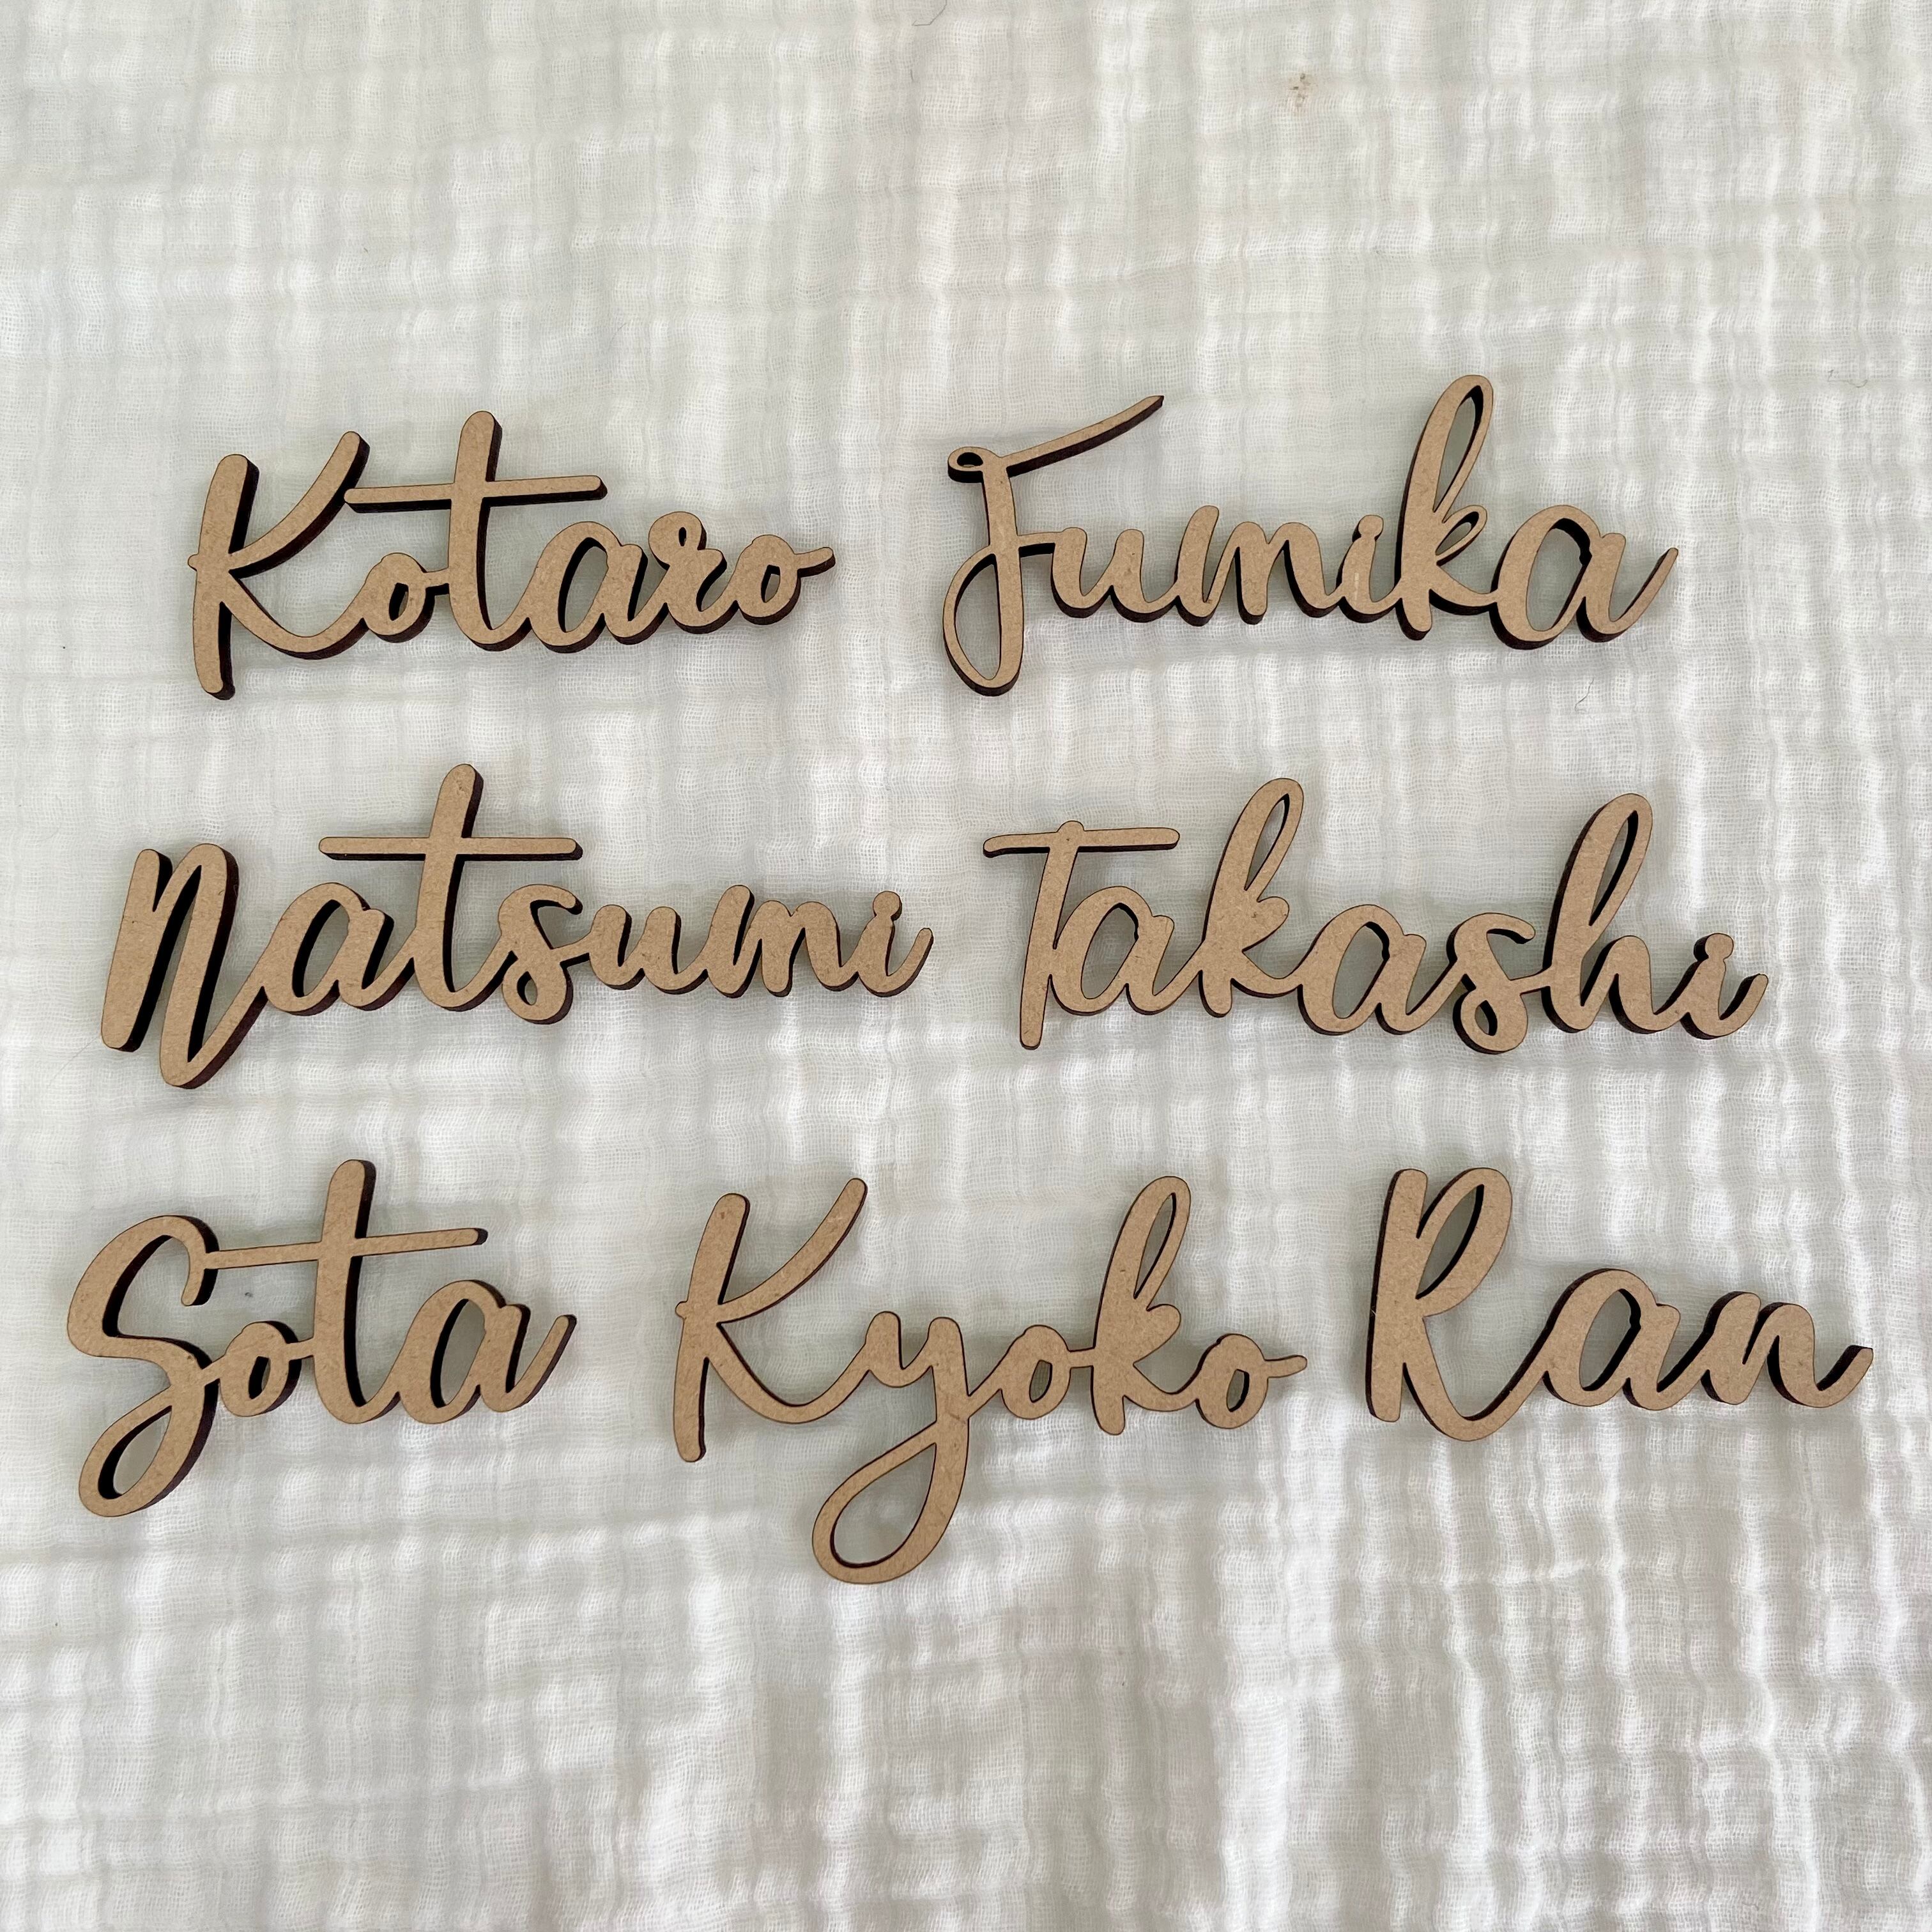 Kotaro Fumika
Natsumi Takashi
Sota Kyoko Ran